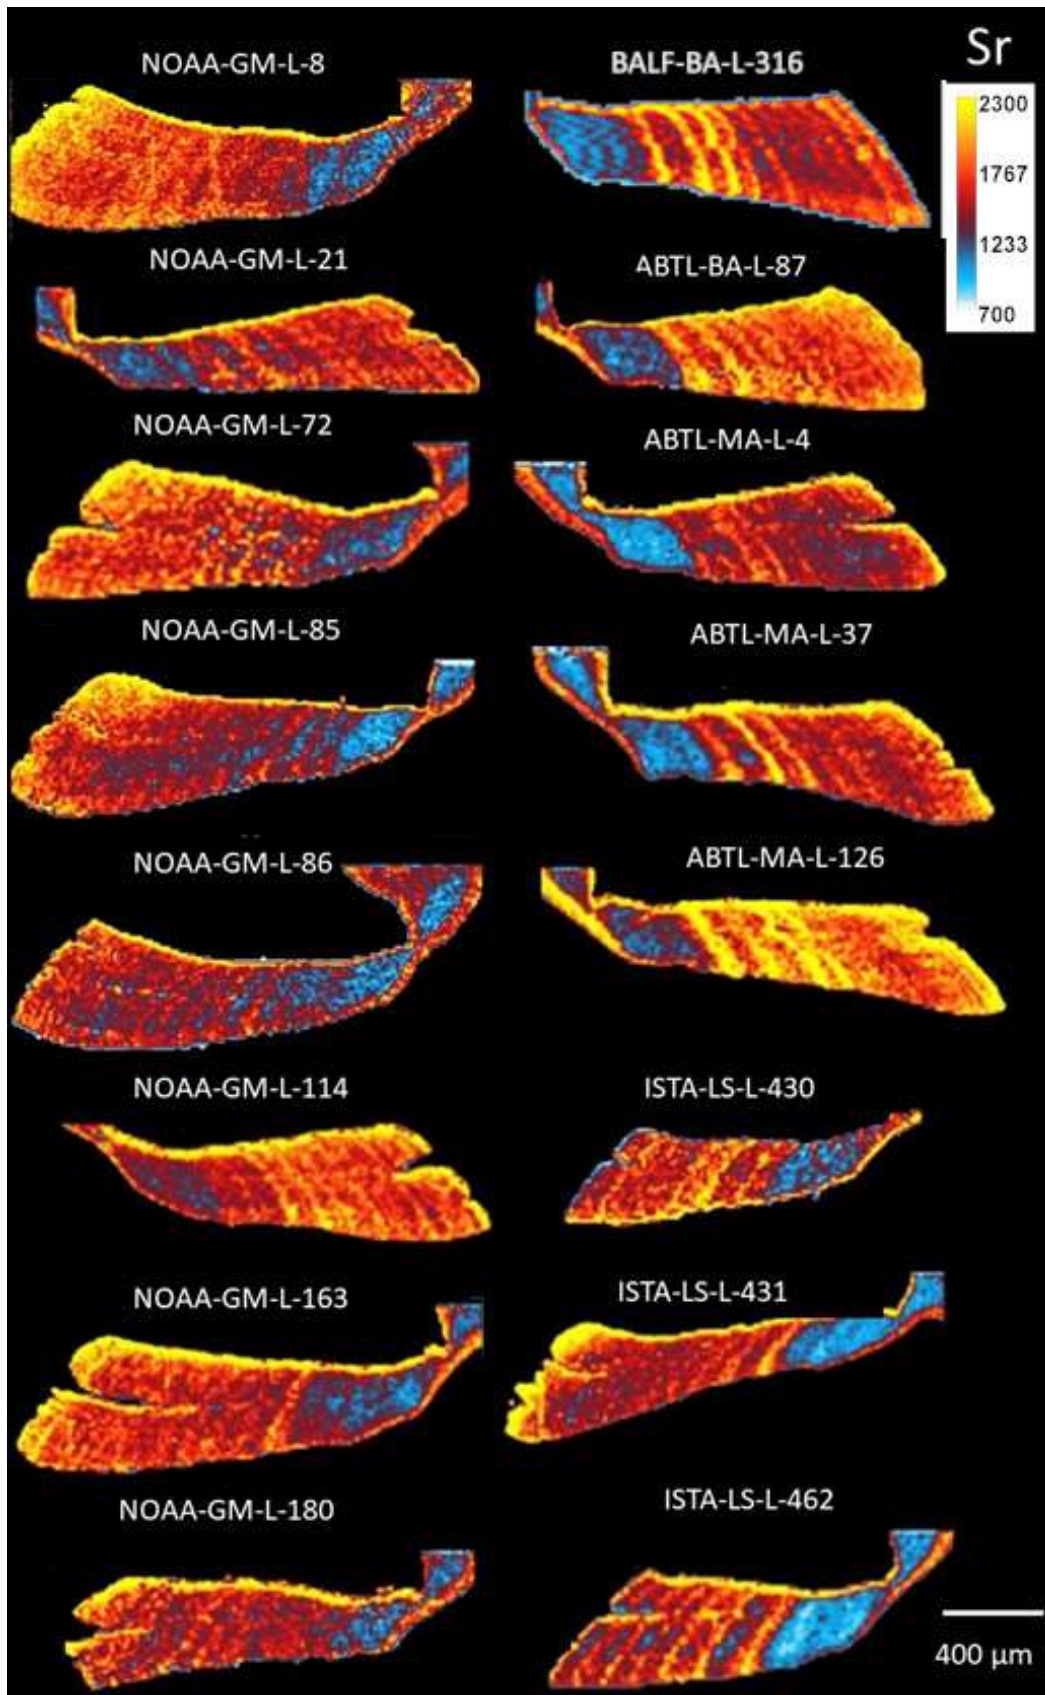 NOAA-GM-L-8
BALF-BA-L-316
Sr
2300
1767
1233
700
NOAA-GM-L-21
ABTL-BA-L-87
NOAA-GM-L-72
ABTL-MA-L-4
NOAA-GM-L-85
ABTL-MA-L-37
NOAA-GM-L-86
ABTL-MA-L-126
NOAA-GM-L-114
ISTA-LS-L-430
NOAA-GM-L-163
ISTA-LS-L-431
NOAA-GM-L-180
ISTA-LS-L-462
400 µm